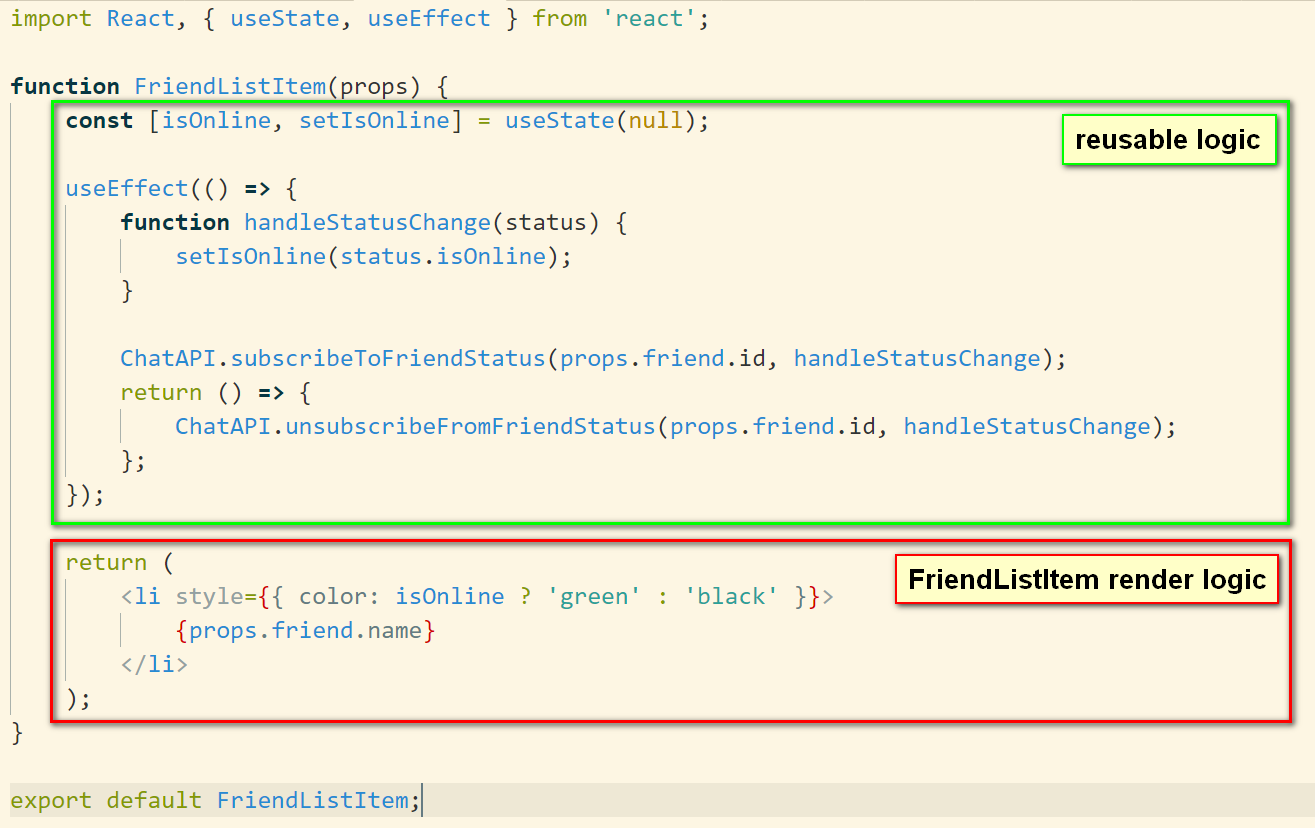 import React, { useState, useEffect } from 'react';
function FriendListItem(props) {
const [isOnline, setIsOnline] = useState(null);
reusable logic
useEffect(() => {
function handleStatusChange(status) {
setIsOnline(status.isOnline);
}
ChatAPI.subscribeToFriendStatus(props.friend.id, handleStatusChange);
return () => {
ChatAPI.unsubscribeFromFriendStatus(props.friend.id, handleStatusChange);
};
});
return (
FriendListItem render logic
<li style={{ color: isOnline ? 'green' : 'black' }}>
{props.friend.name}
</li>
);
}
export default FriendListItem;